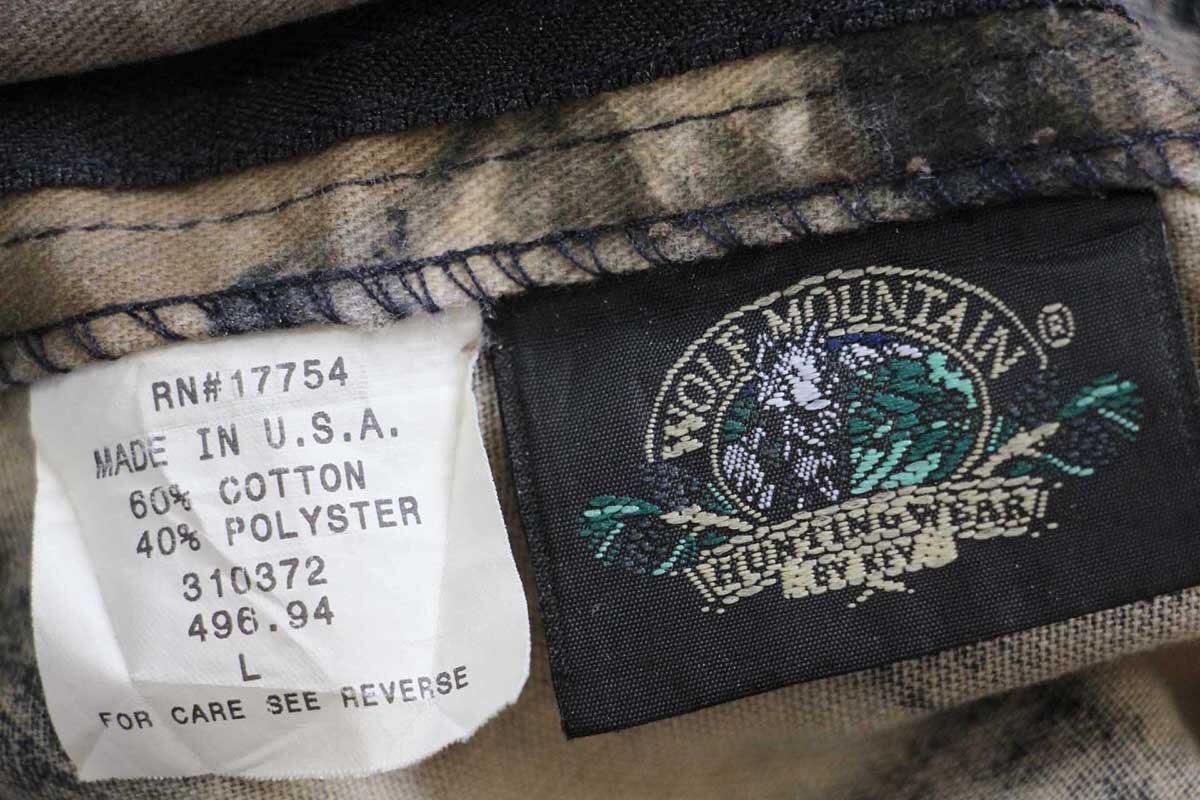 RN#17754
MADE IN U.S.A.
60% COTTON
40% POLYSTER
310372
496.94
L
FOR CARE SEE REVERSE
WOLF MOUNTAIN®
HUNTING WEAR